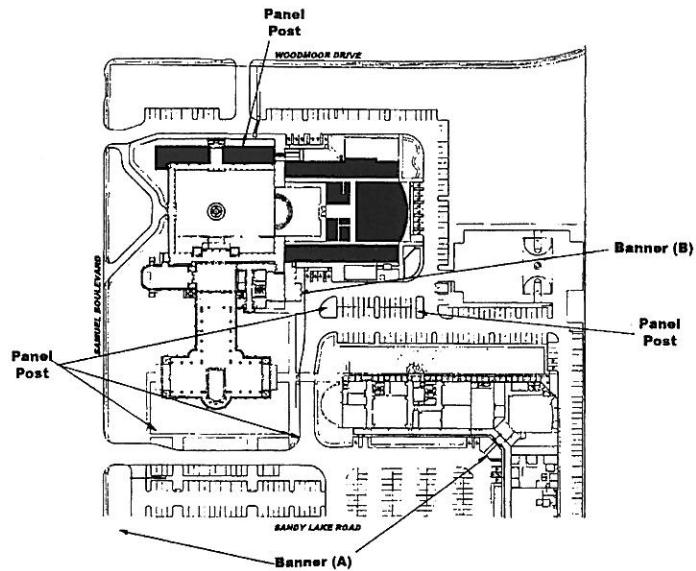 Panel
Post
WOODMOOR DRIVE
Banner (B)
SAMUEL BOULEVARD
Panel
Post
Panel
Post
SANDY LAKE ROAD
Banner (A)